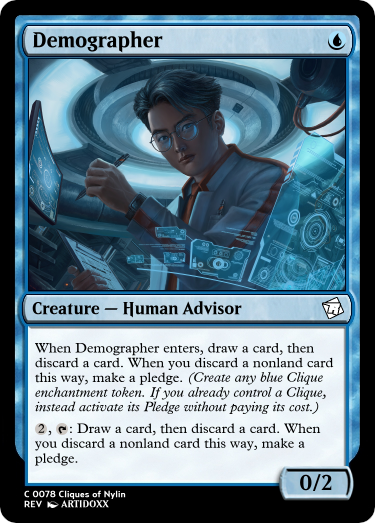 Demographer
Creature — Human Advisor
When Demographer enters, draw a card, then
discard a card. When you discard a nonland card
this way, make a pledge. (Create any blue Clique
enchantment token. If you already control a Clique,
instead activate its Pledge without paying its cost.)
2, : Draw a card, then discard a card. When
you discard a nonland card this way, make a
pledge.
0/2
C 0078 Cliques of Nylin
REV ARTIDOXX